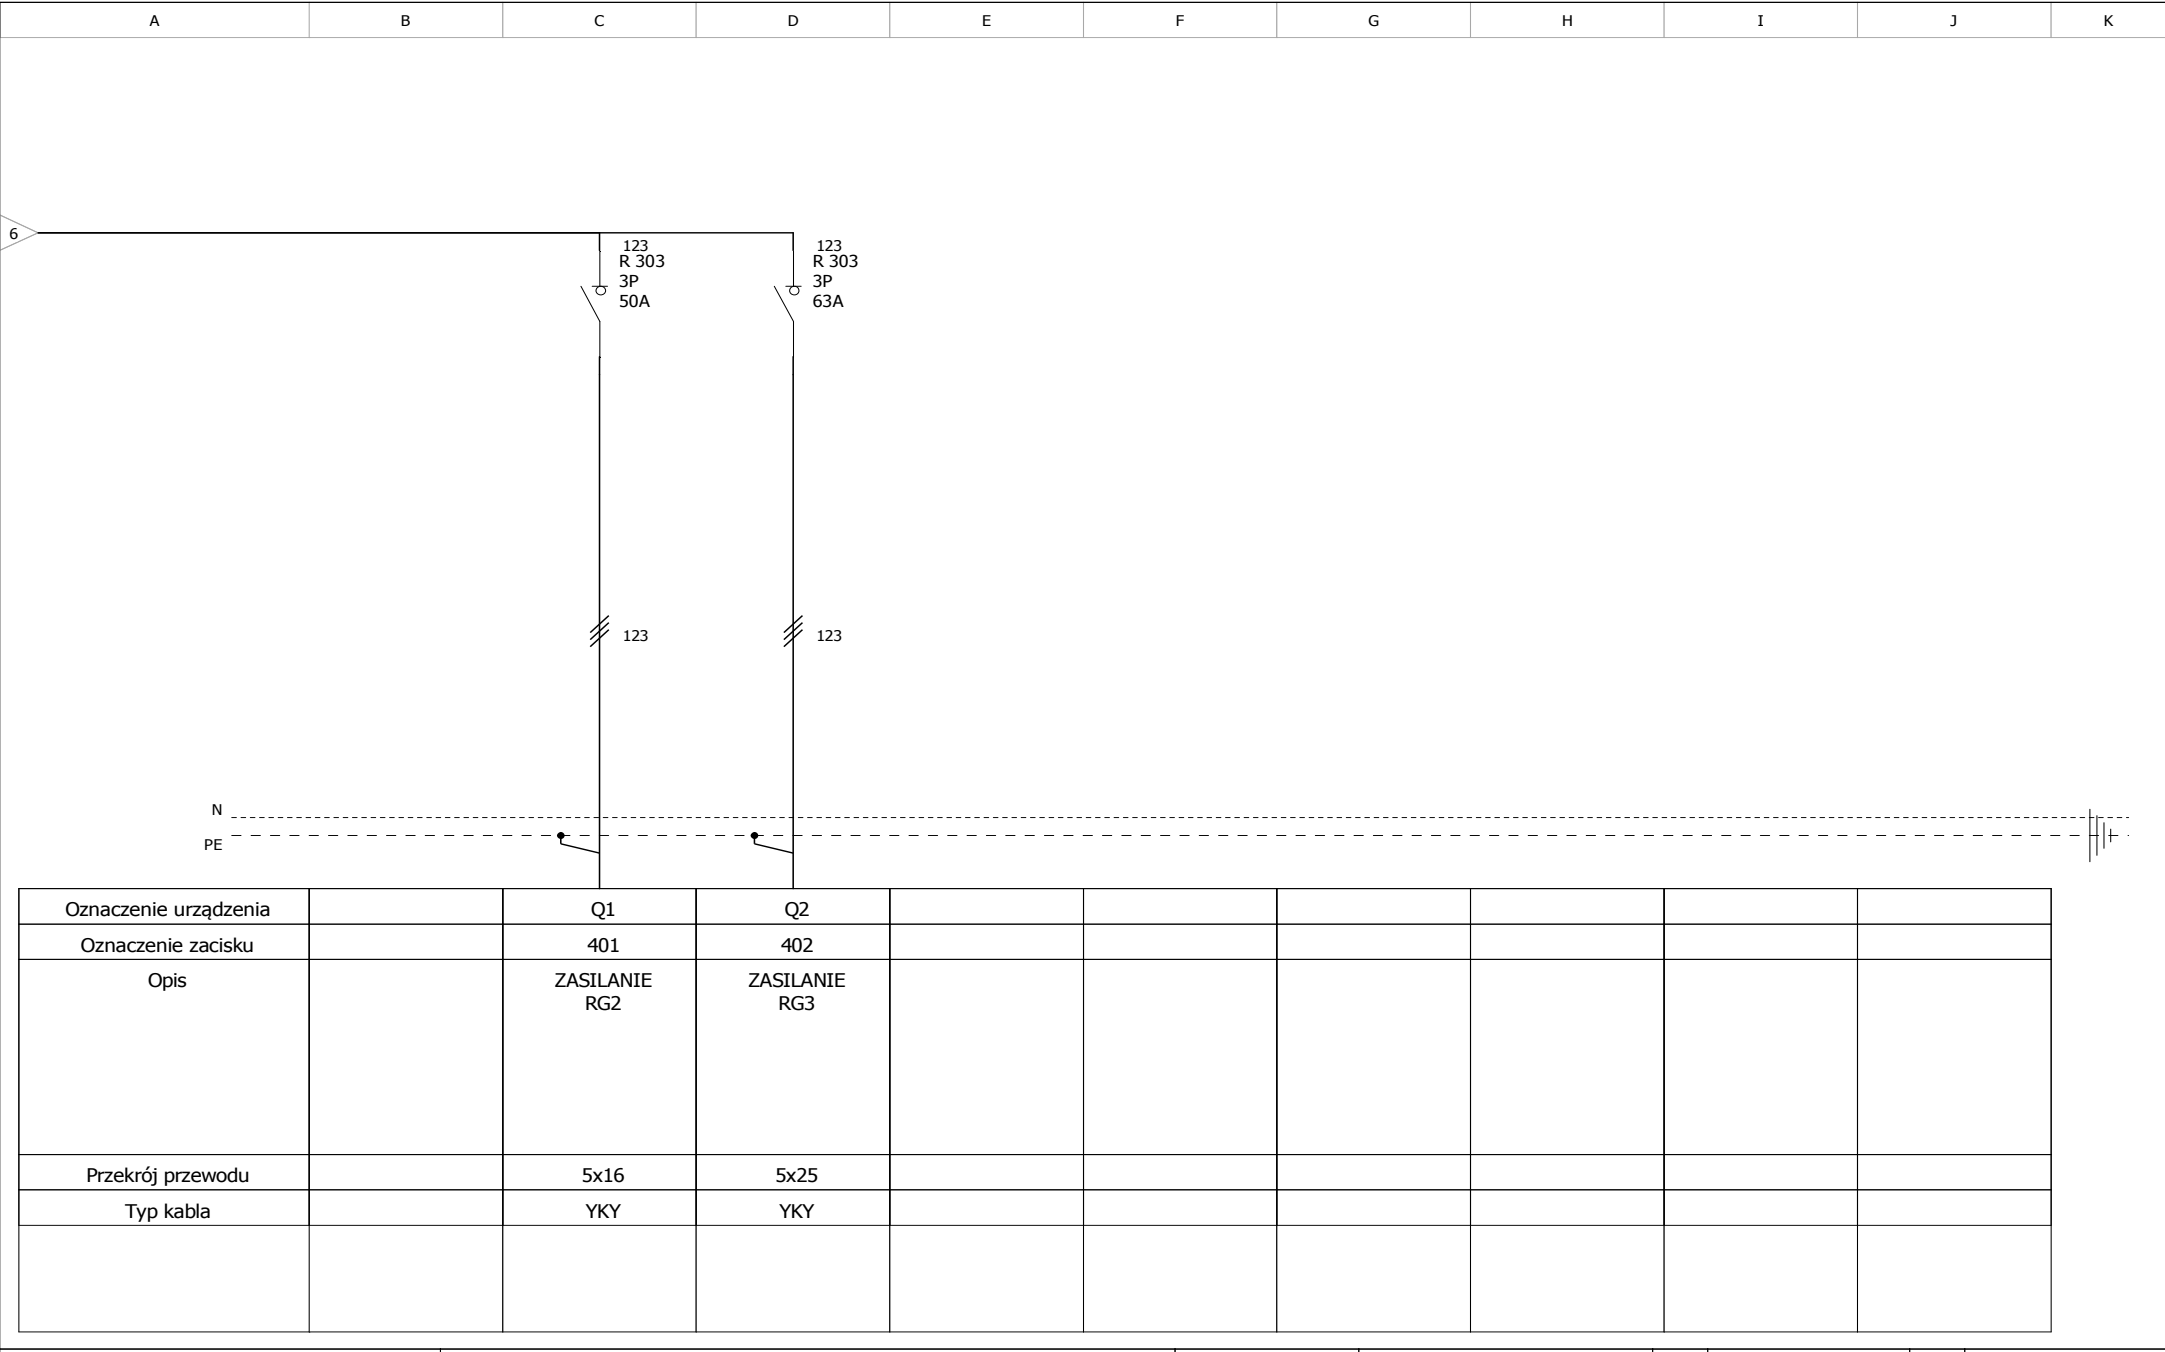 A B C D E F G H I J K
6
123 123
R 303 R 303
3P 3P
50A 63A
123 123
N
PE
Oznaczenie urządzenia Q1 Q2
Oznaczenie zacisku 401 402
Opis ZASILANIE ZASILANIE
RG2 RG3
Przekrój przewodu 5x16 5x25
Typ kabla YKY YKY